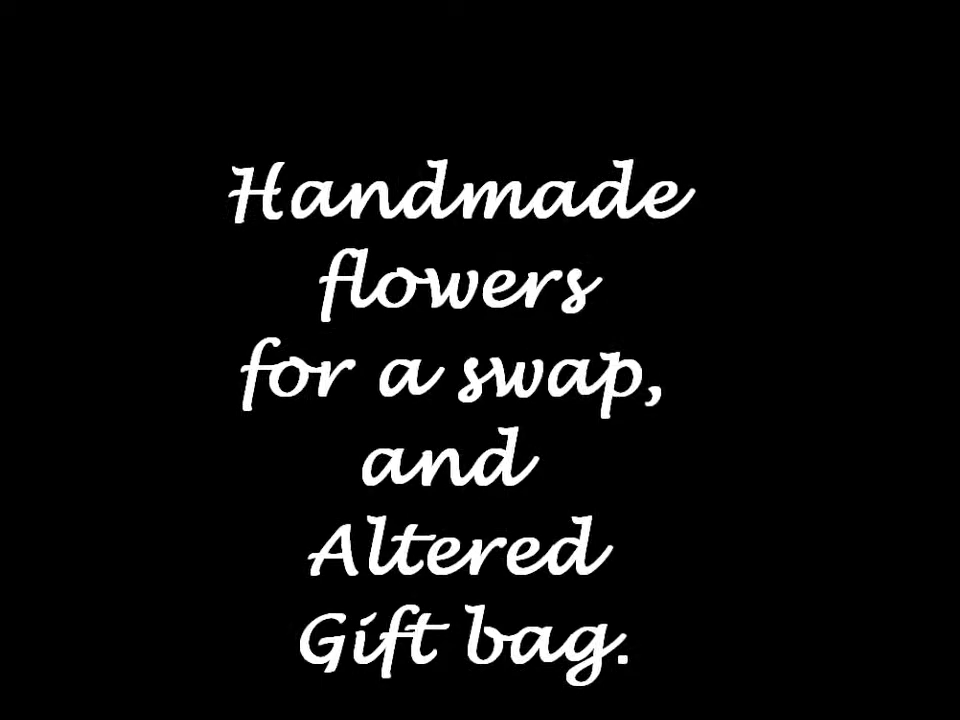 Handmade
flowers
for a swap,
and
Altered
Gift bag.